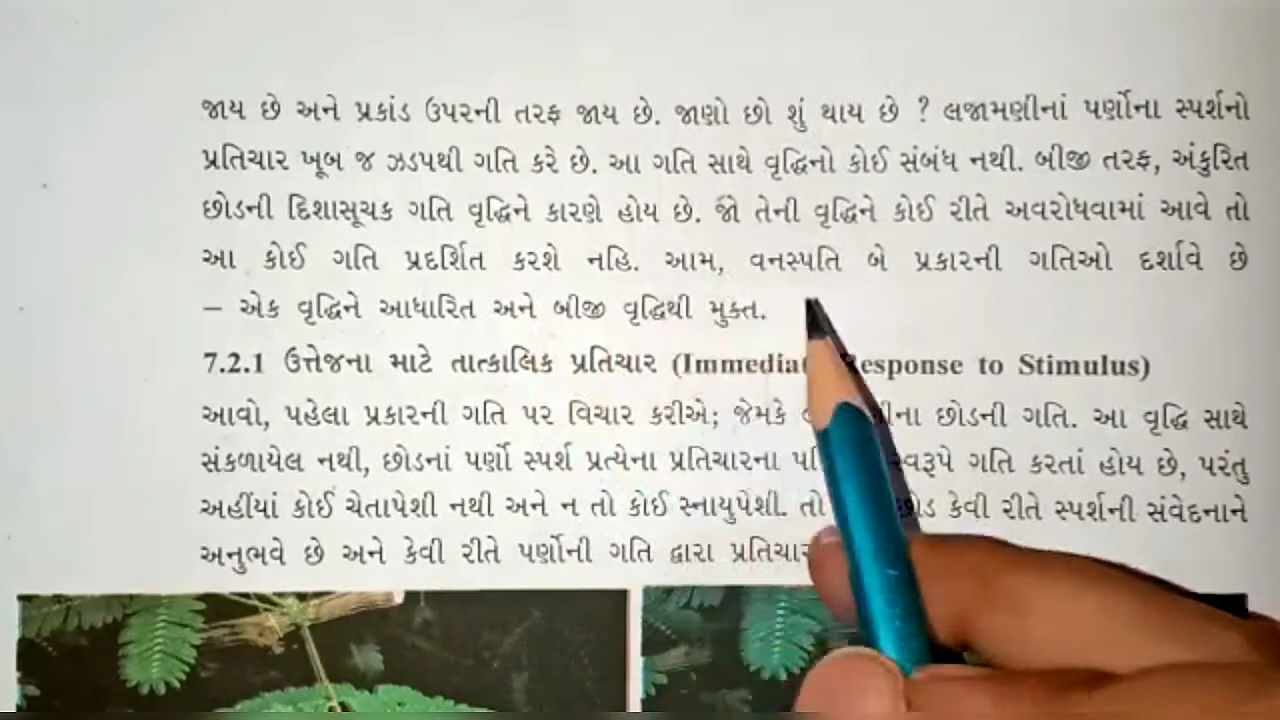 જાય છે અને પ્રકાંડ ઉપરની તરફ જાય છે. જાણો છો શું થાય છે ? લજામણીનાં પર્ણોના સ્પર્શનો
પ્રતિચાર ખૂબ જ ઝડપથી ગતિ કરે છે. આ ગતિ સાથે વૃદ્ધિનો કોઈ સંબંધ નથી. બીજી તરફ, અંકુરિત
છોડની દિશાસૂચક ગતિ વૃદ્ધિને કારણે હોય છે. જો તેની વૃદ્ધિને કોઈ રીતે અવરોધવામાં આવે તો
આ કોઈ ગતિ પ્રદર્શિત કરશે નહિ. આમ, વનસ્પતિ બે પ્રકારની ગતિઓ દર્શાવે છે
– એક વૃદ્ધિને આધારિત અને બીજી વૃદ્ધિથી મુક્ત.
7.2.1 ઉત્તેજના માટે તાત્કાલિક પ્રતિચાર (Immediate Response to Stimulus)
આવો, પહેલા પ્રકારની ગતિ પર વિચાર કરીએ; જેમકે છોડની ગતિ. આ વૃદ્ધિ સાથે
સંકળાયેલ નથી, છોડનાં પર્ણો સ્પર્શ પ્રત્યેના પ્રતિચારના ગતિ કરતાં હોય છે, પરંતુ
અહીંયાં કોઈ ચેતાપેશી નથી અને ન તો કોઈ સ્નાયુપેશી. તો છોડ કેવી રીતે સ્પર્શની સંવેદનાને
અનુભવે છે અને કેવી રીતે પર્ણોની ગતિ દ્વારા પ્રતિચાર